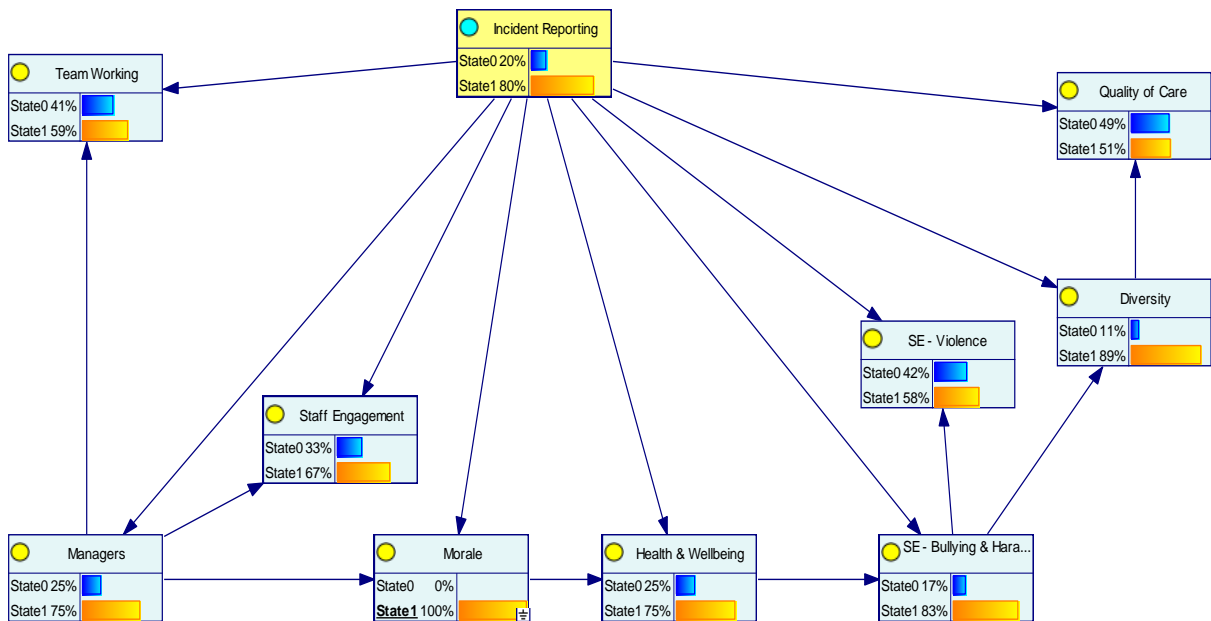 Incident Reporting
State0 20%
State1 80%
Team Working
State0 41%
State1 59%
Quality of Care
State0 49%
State1 51%
Diversity
State0 11%
State1 89%
SE - Violence
State0 42%
State1 58%
Staff Engagement
State0 33%
State1 67%
Managers
State0 25%
State1 75%
Morale
State0 0%
State1 100%
Health & Wellbeing
State0 25%
State1 75%
SE - Bullying & Hara...
State0 17%
State1 83%